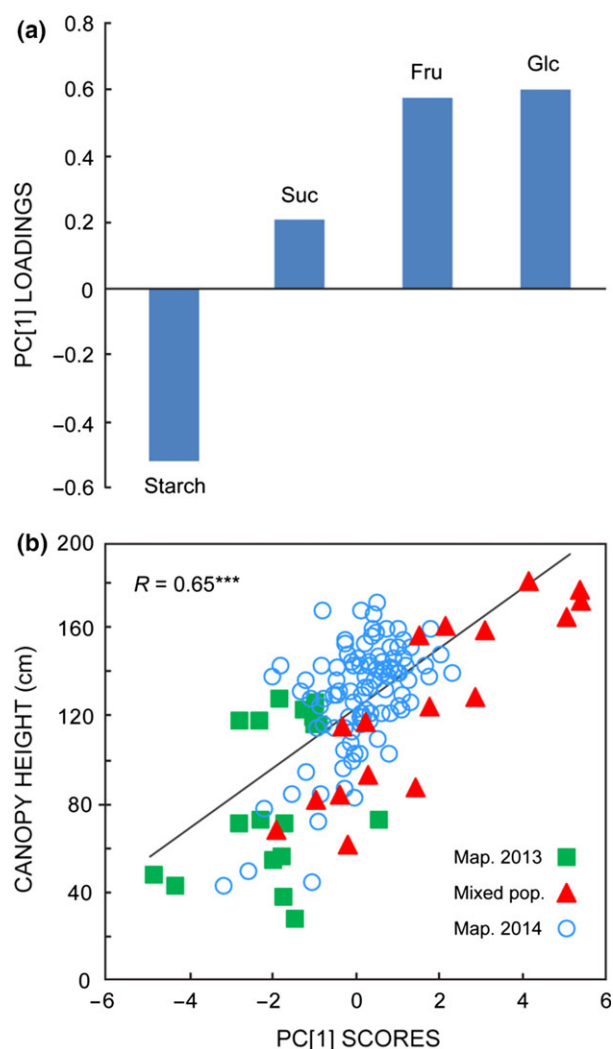 (a)
0.8
0.6
0.4
0.2
0
−0.2
−0.4
−0.6
PC[1] LOADINGS
Starch
Suc
Fru
Glc
(b)
200
160
120
80
40
0
CANOPY HEIGHT (cm)
R = 0.65***
Map. 2013
Mixed pop.
Map. 2014
−6 −4 −2 0 2 4 6
PC[1] SCORES